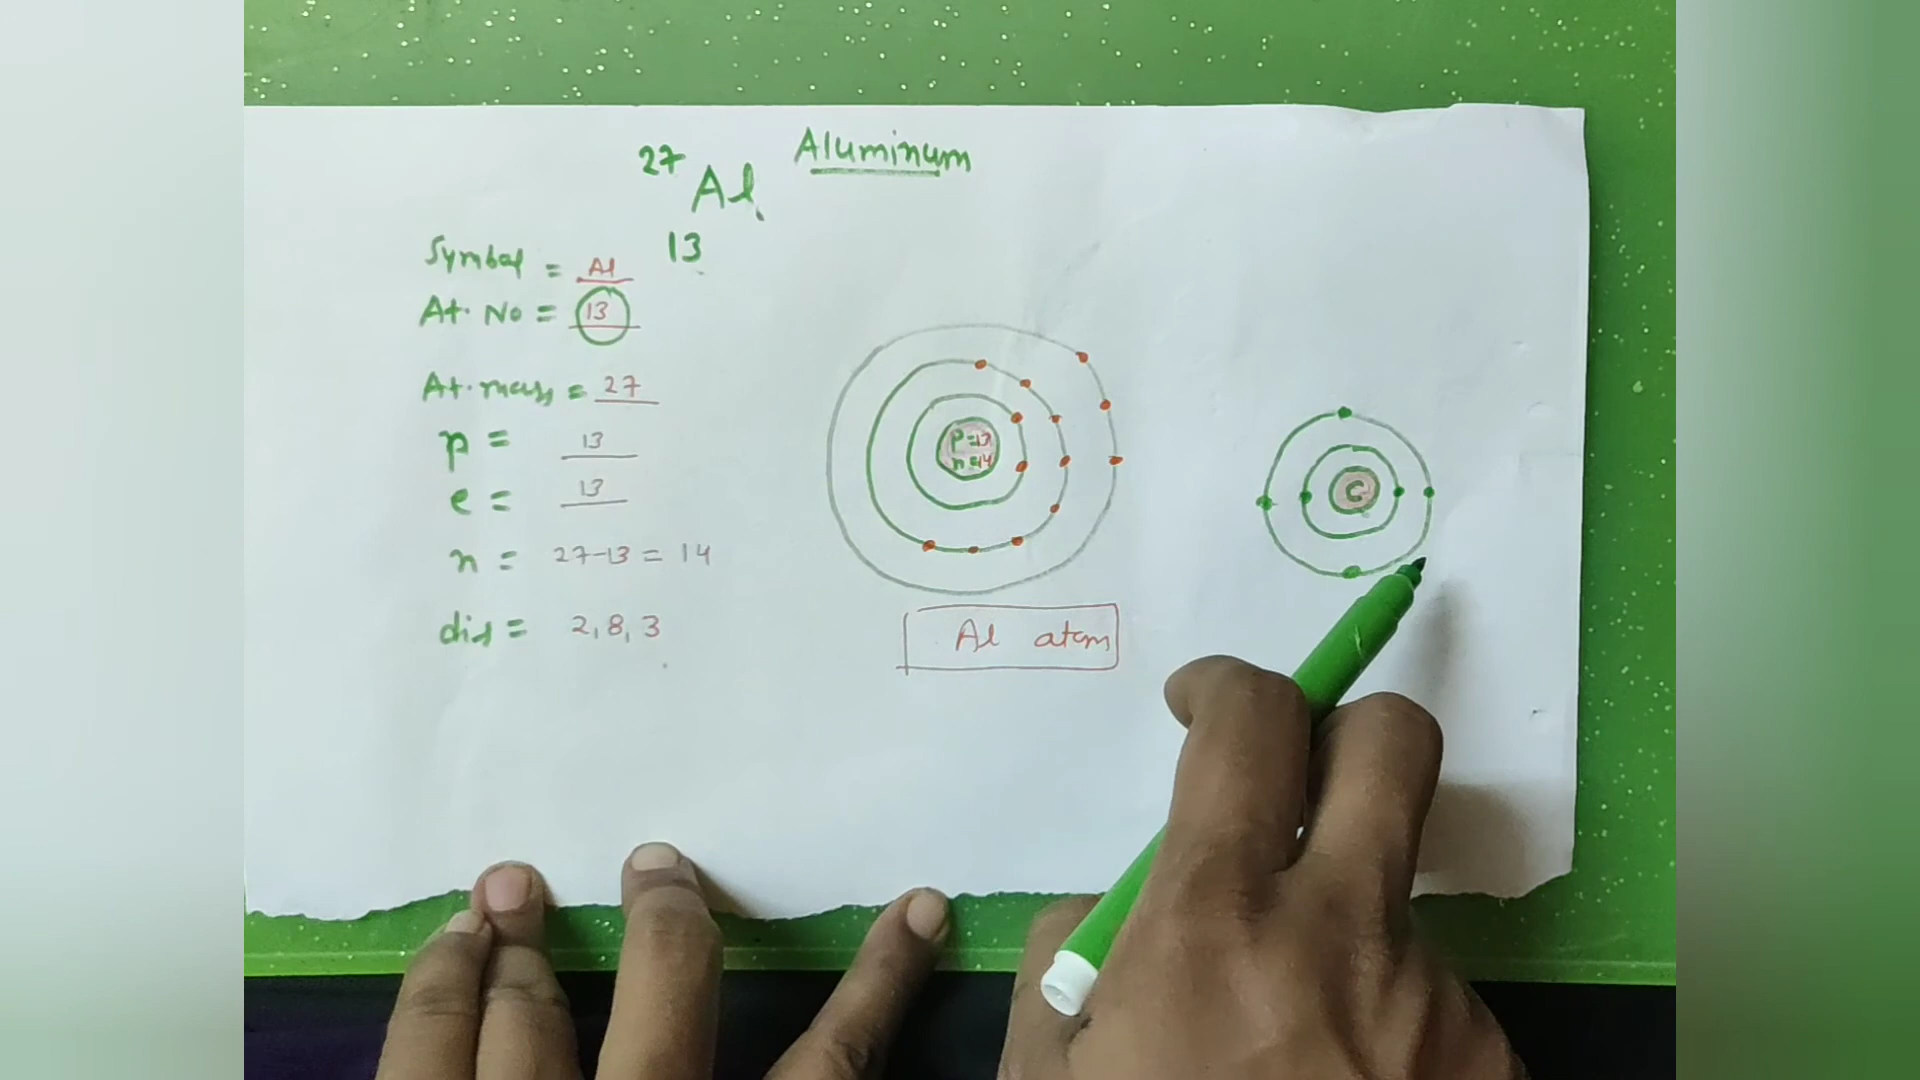 Aluminum
27
Al
13
Symbol = Al
At. No = 13
At. mass = 27
p = 13
e = 13
n = 27-13 = 14
dis = 2, 8, 3
p=13
n=14
C
Al atom